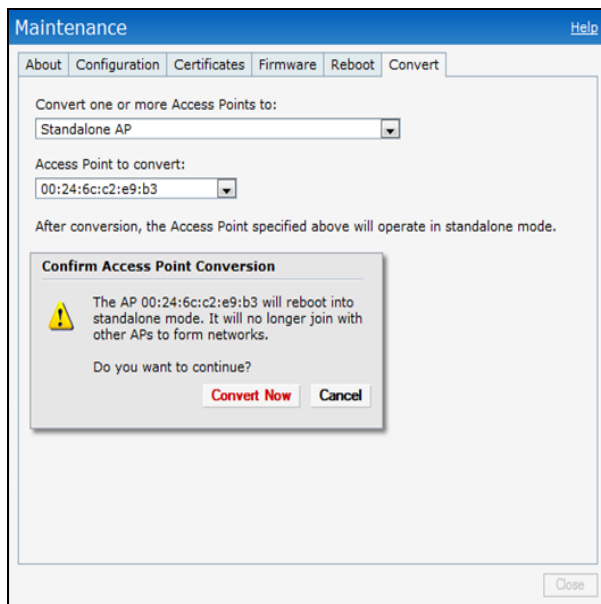 Maintenance
Help
About Configuration Certificates Firmware Reboot Convert
Convert one or more Access Points to:
Standalone AP
Access Point to convert:
00:24:6c:c2:e9:b3
After conversion, the Access Point specified above will operate in standalone mode.
Confirm Access Point Conversion
The AP 00:24:6c:c2:e9:b3 will reboot into
standalone mode. It will no longer join with
other APs to form networks.
Do you want to continue?
Convert Now Cancel
Close